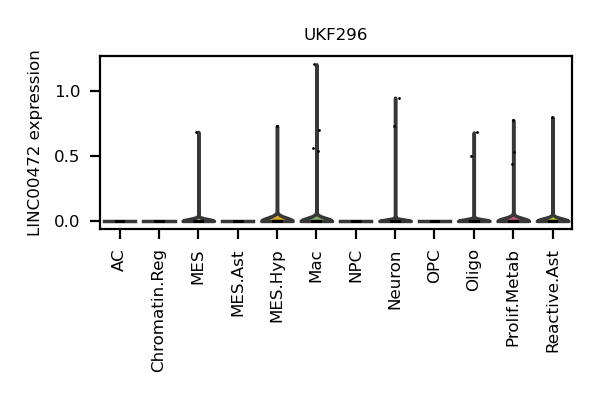 UKF296
LINC00472 expression
1.0
0.5
0.0
AC
Chromatin.Reg
MES
MES.Ast
MES.Hyp
Mac
NPC
Neuron
OPC
Oligo
Prolif.Metab
Reactive.Ast